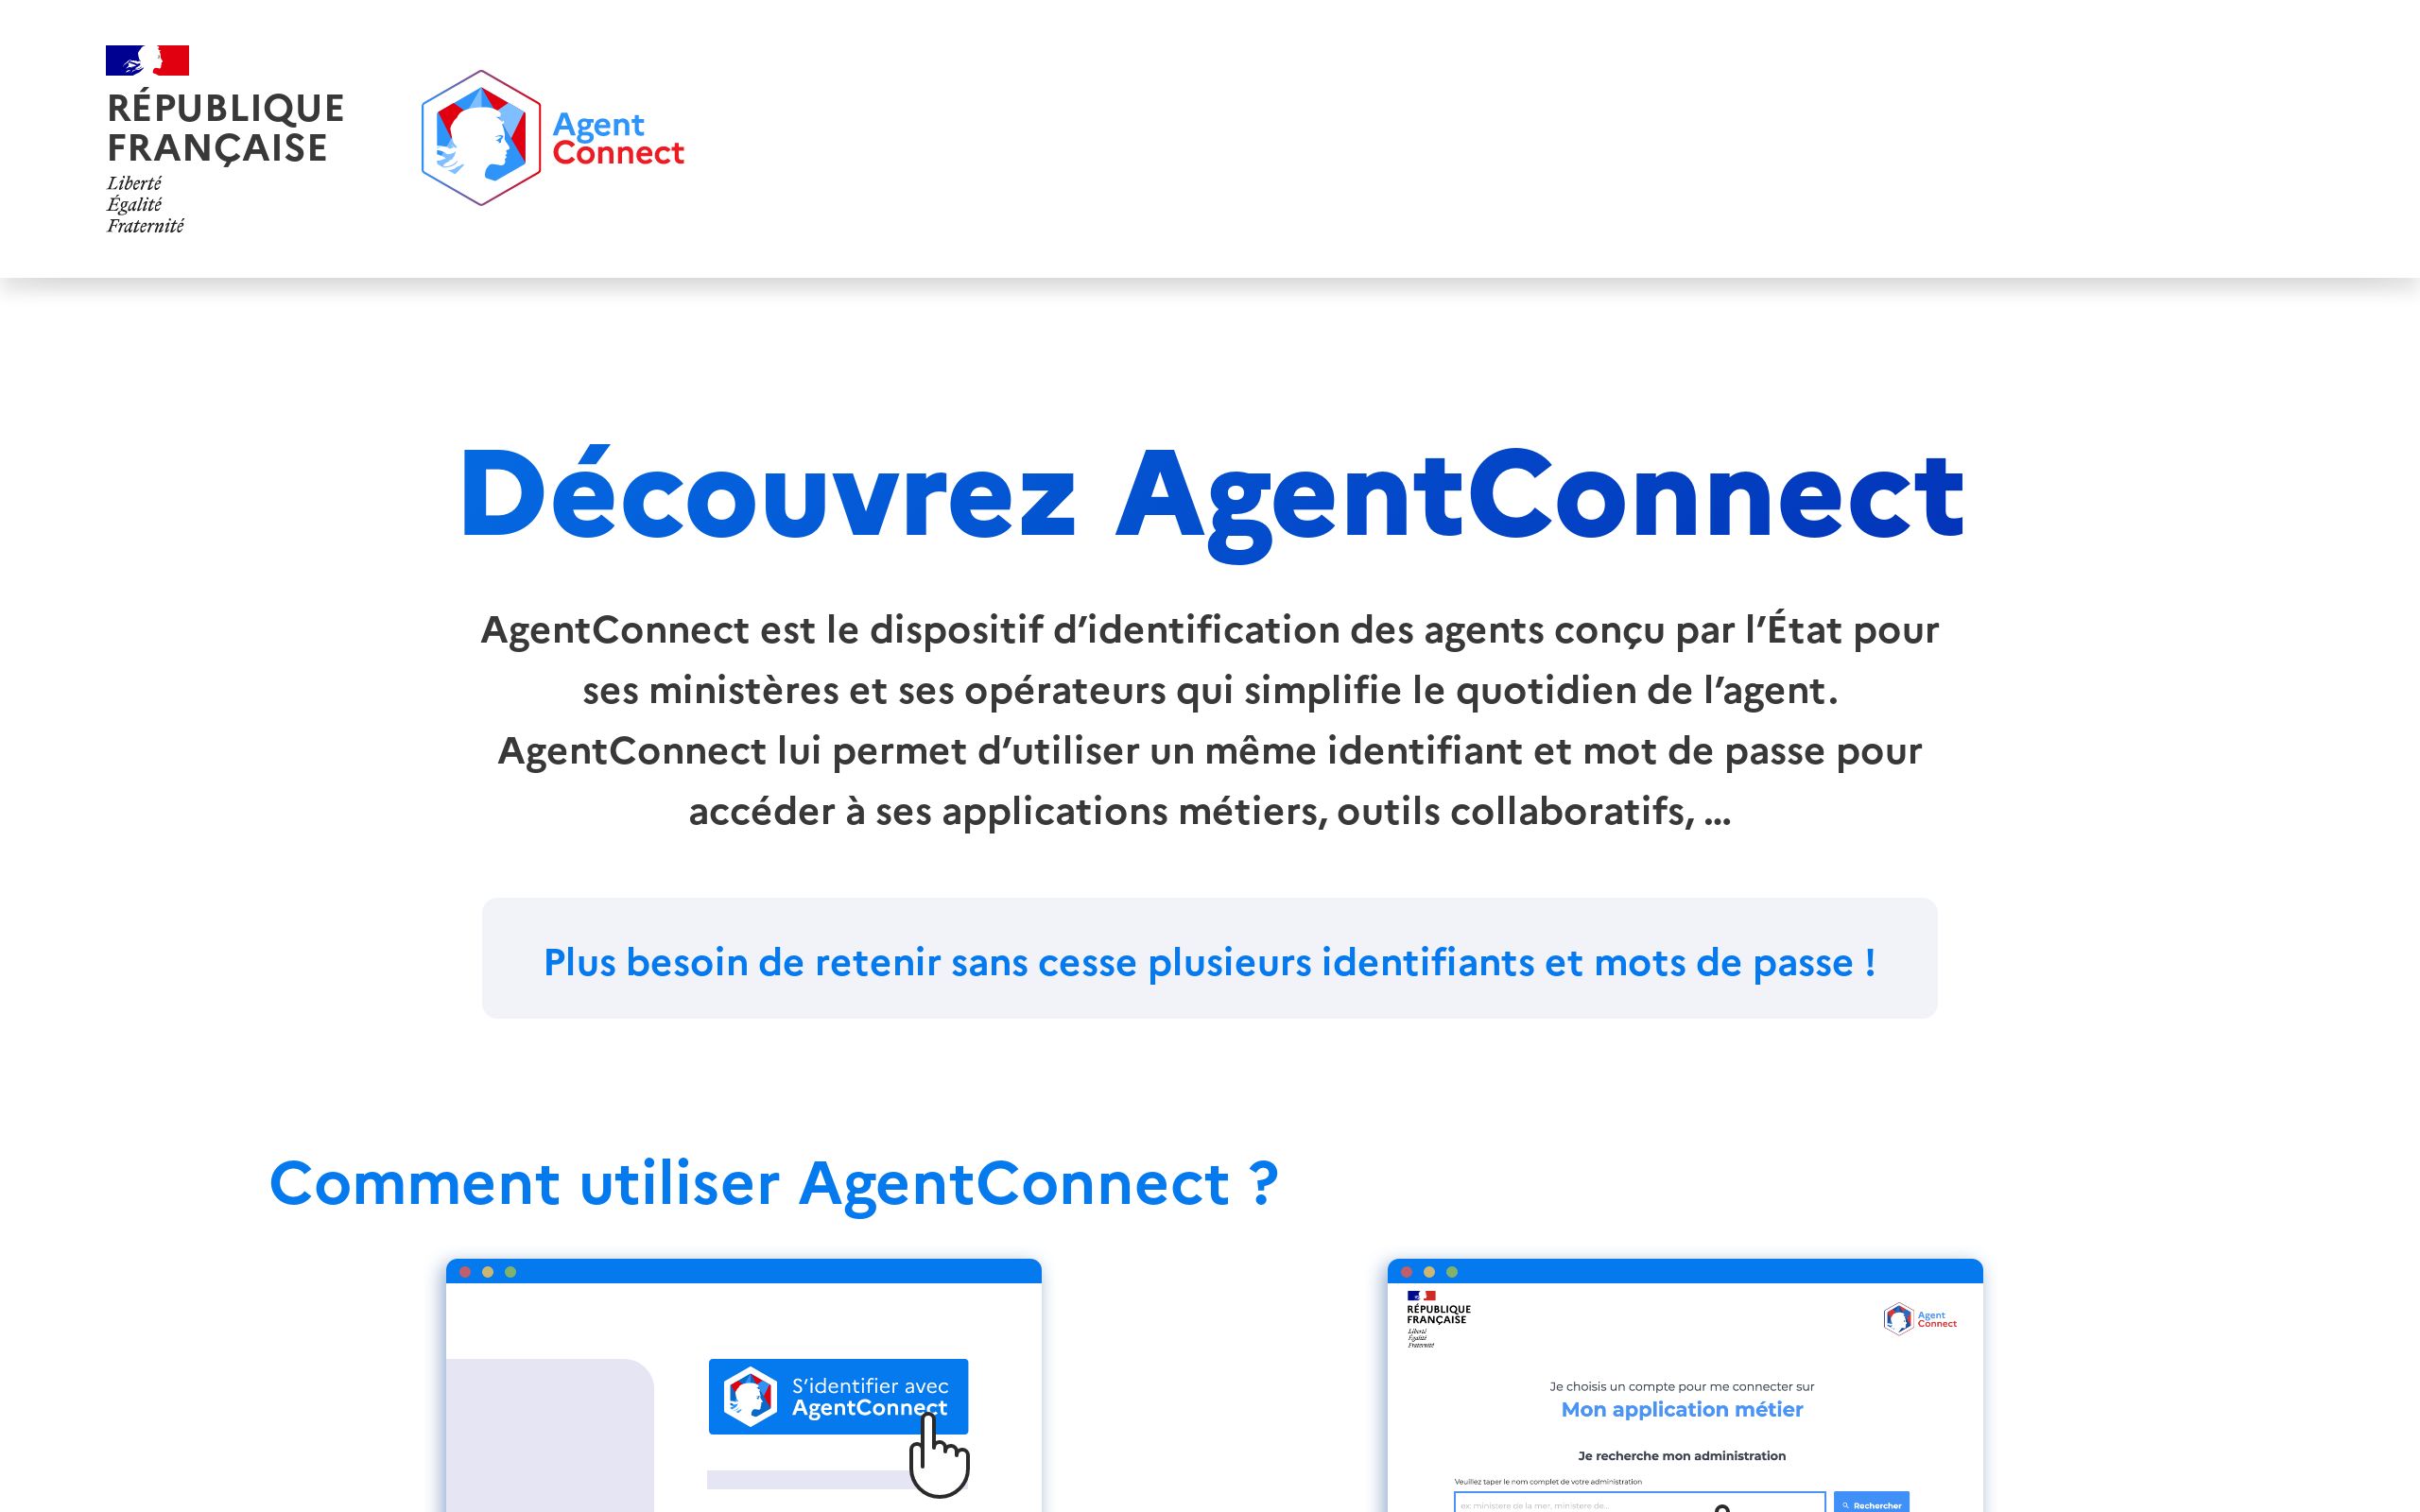 RÉPUBLIQUE
FRANÇAISE
Liberté
Égalité
Fraternité
Agent
Connect
Découvrez AgentConnect
AgentConnect est le dispositif d’identification des agents conçu par l’État pour
ses ministères et ses opérateurs qui simplifie le quotidien de l’agent.
AgentConnect lui permet d’utiliser un même identifiant et mot de passe pour
accéder à ses applications métiers, outils collaboratifs, ...
Plus besoin de retenir sans cesse plusieurs identifiants et mots de passe !
Comment utiliser AgentConnect ?
S’identifier avec
AgentConnect
RÉPUBLIQUE
FRANÇAISE
Liberté
Égalité
Fraternité
Agent
Connect
Je choisis un compte pour me connecter sur
Mon application métier
Je recherche mon administration
Veuillez taper le nom complet de votre administration
ex: ministere de la mer, ministere de...
Rechercher